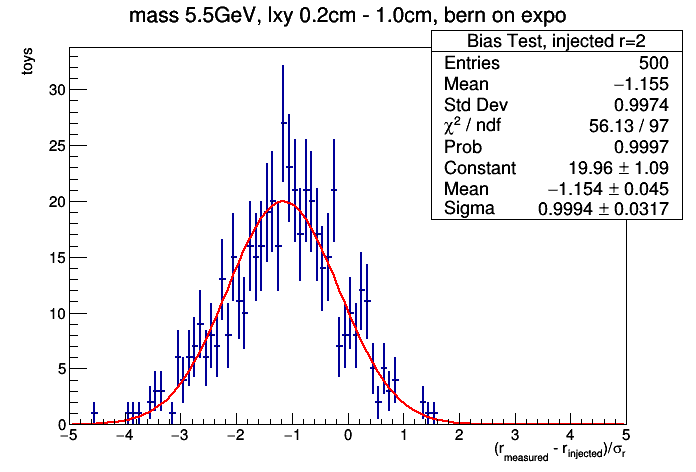 mass 5.5GeV, lxy 0.2cm - 1.0cm, bern on expo
Bias Test, injected r=2
Entries 500
Mean −1.155
Std Dev 0.9974
χ² / ndf 56.13 / 97
Prob 0.9997
Constant 19.96 ± 1.09
Mean −1.154 ± 0.045
Sigma 0.9994 ± 0.0317
toys
30
25
20
15
10
5
0
−5 −4 −3 −2 −1 0 1 2 3 4 5
(r_measured - r_injected)/σ_r